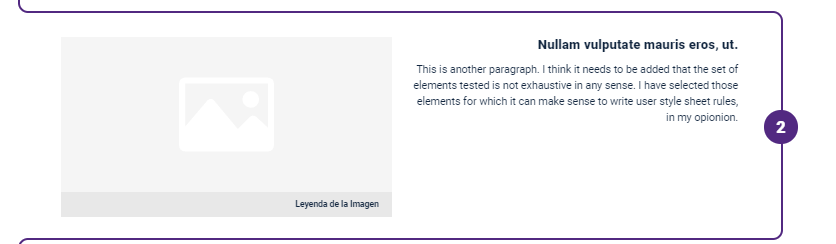 Nullam vulputate mauris eros, ut.
This is another paragraph. I think it needs to be added that the set of
elements tested is not exhaustive in any sense. I have selected those
elements for which it can make sense to write user style sheet rules,
in my opionion.
2
Leyenda de la Imagen